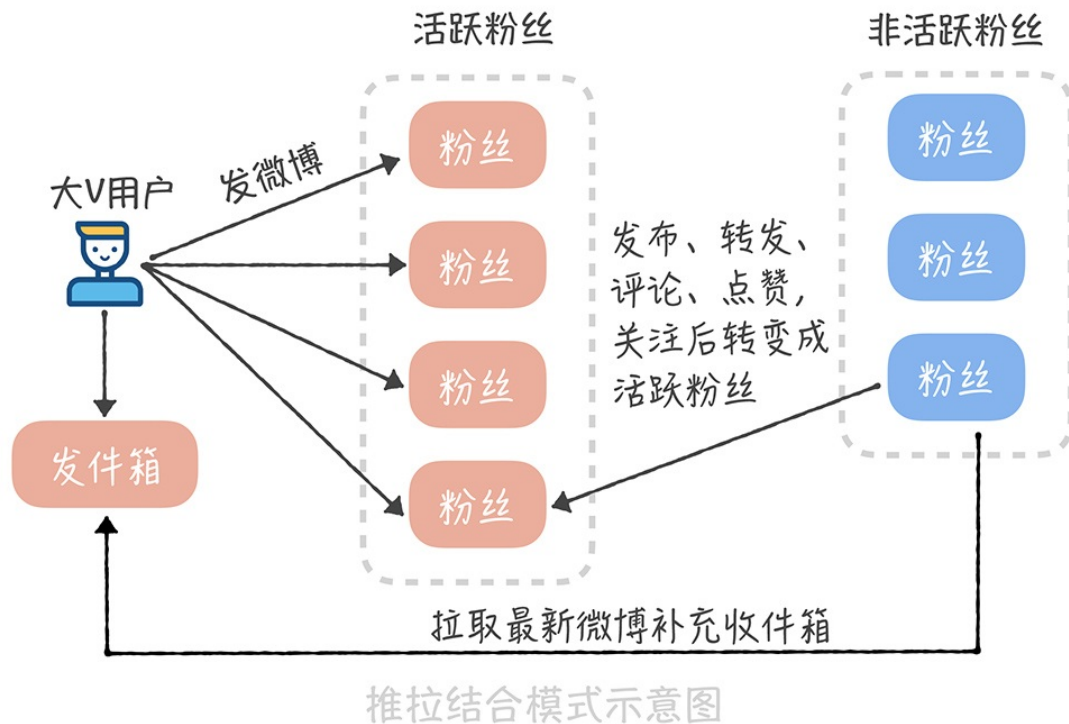 活跃粉丝
非活跃粉丝
粉丝
粉丝
大V用户
发微博
粉丝
粉丝
发布、转发、
评论、点赞,
关注后转变成
活跃粉丝
粉丝
粉丝
发件箱
粉丝
拉取最新微博补充收件箱
推拉结合模式示意图